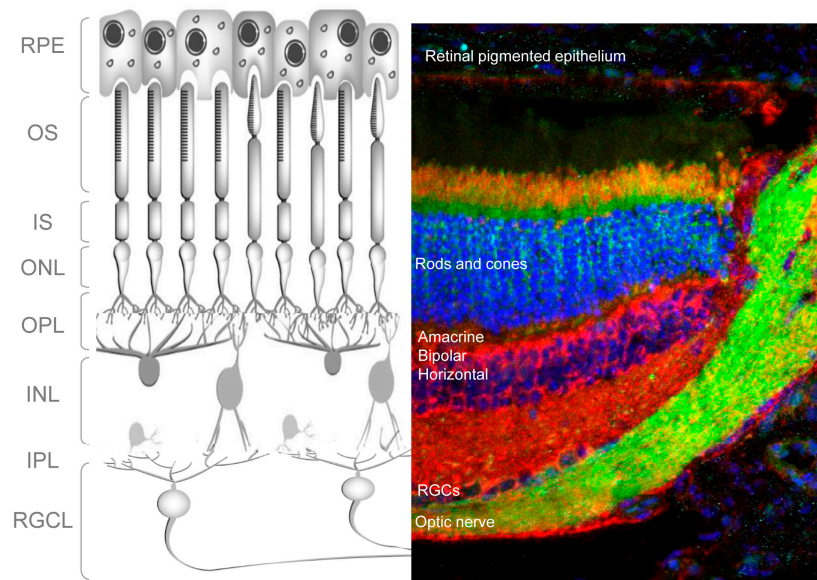 RPE
OS
IS
ONL
OPL
INL
IPL
RGCL
Retinal pigmented epithelium
Rods and cones
Amacrine
Bipolar
Horizontal
RGCs
Optic nerve